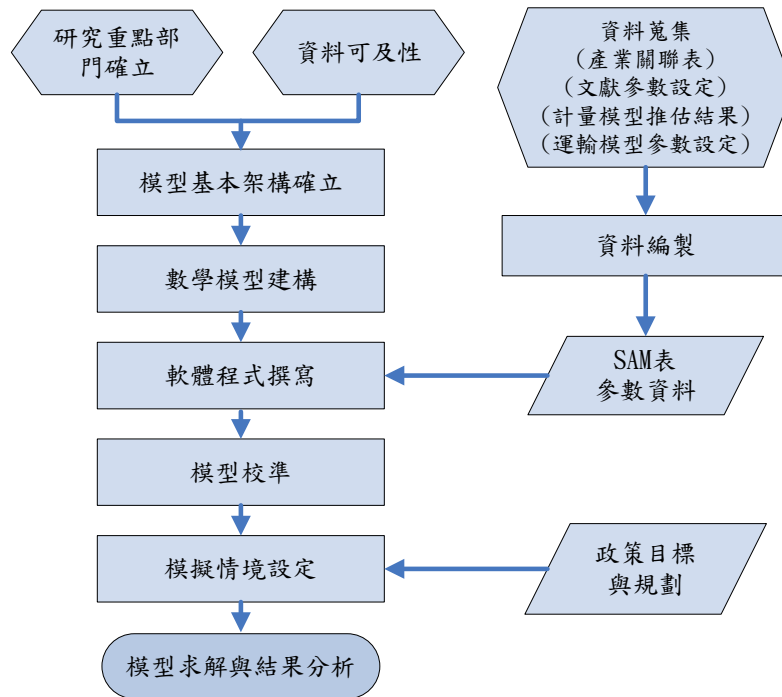 研究重點部
門確立
資料可及性
資料蒐集
(產業關聯表)
(文獻參數設定)
(計量模型推估結果)
(運輸模型參數設定)
模型基本架構確立
資料編製
數學模型建構
軟體程式撰寫
SAM表
參數資料
模型校準
模擬情境設定
政策目標
與規劃
模型求解與結果分析